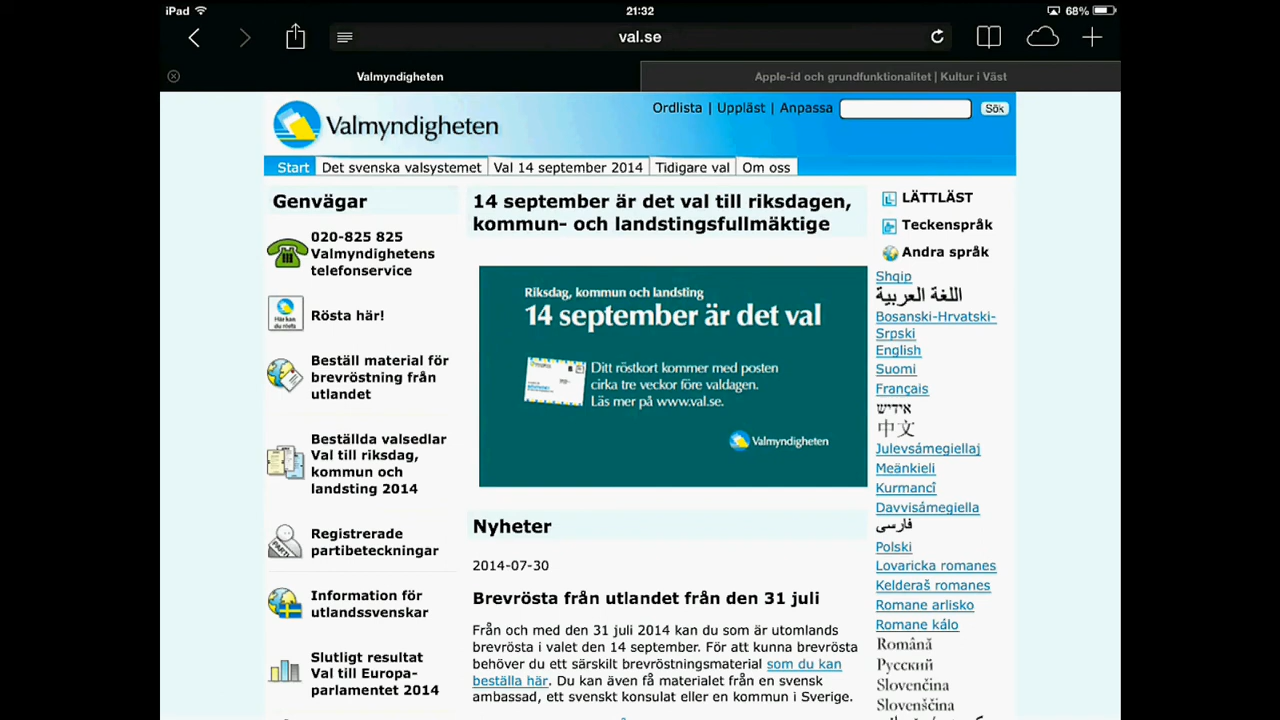 iPad 21:32 68%
val.se
Valmyndigheten
Apple-id och grundfunktionalitet | Kultur i Väst
Valmyndigheten
Ordlista | Uppläst | Anpassa
Sök
Start
Det svenska valsystemet
Val 14 september 2014
Tidigare val
Om oss
Genvägar
020-825 825
Valmyndighetens
telefonservice
Här kan
du rösta
Rösta här!
Beställ material för
brevröstning från
utlandet
Beställda valsedlar
Val till riksdag,
kommun och
landsting 2014
PARTI
Registrerade
partibeteckningar
Information för
utlandssvenskar
Slutligt resultat
Val till Europa-
parlamentet 2014
14 september är det val till riksdagen,
kommun- och landstingsfullmäktige
Riksdag, kommun och landsting
14 september är det val
Ditt röstkort kommer med posten
cirka tre veckor före valdagen.
Läs mer på www.val.se.
Valmyndigheten
Nyheter
2014-07-30
Brevrösta från utlandet från den 31 juli
Från och med den 31 juli 2014 kan du som är utomlands
brevrösta i valet den 14 september. För att kunna brevrösta
behöver du ett särskilt brevröstningsmaterial som du kan
beställa här. Du kan även få materialet från en svensk
ambassad, ett svenskt konsulat eller en kommun i Sverige.
LÄTTLÄST
Teckenspråk
Andra språk
Shqip
اللغة العربية
Bosanski-Hrvatski-
Srpski
English
Suomi
Français
אידיש
中文
Julevsámegiellaj
Meänkieli
Kurmancî
Davvisámegiella
فارسی
Polski
Lovaricka romanes
Kelderaš romanes
Romane arlisko
Romane kálo
Română
Русский
Slovenčina
Slovenščina